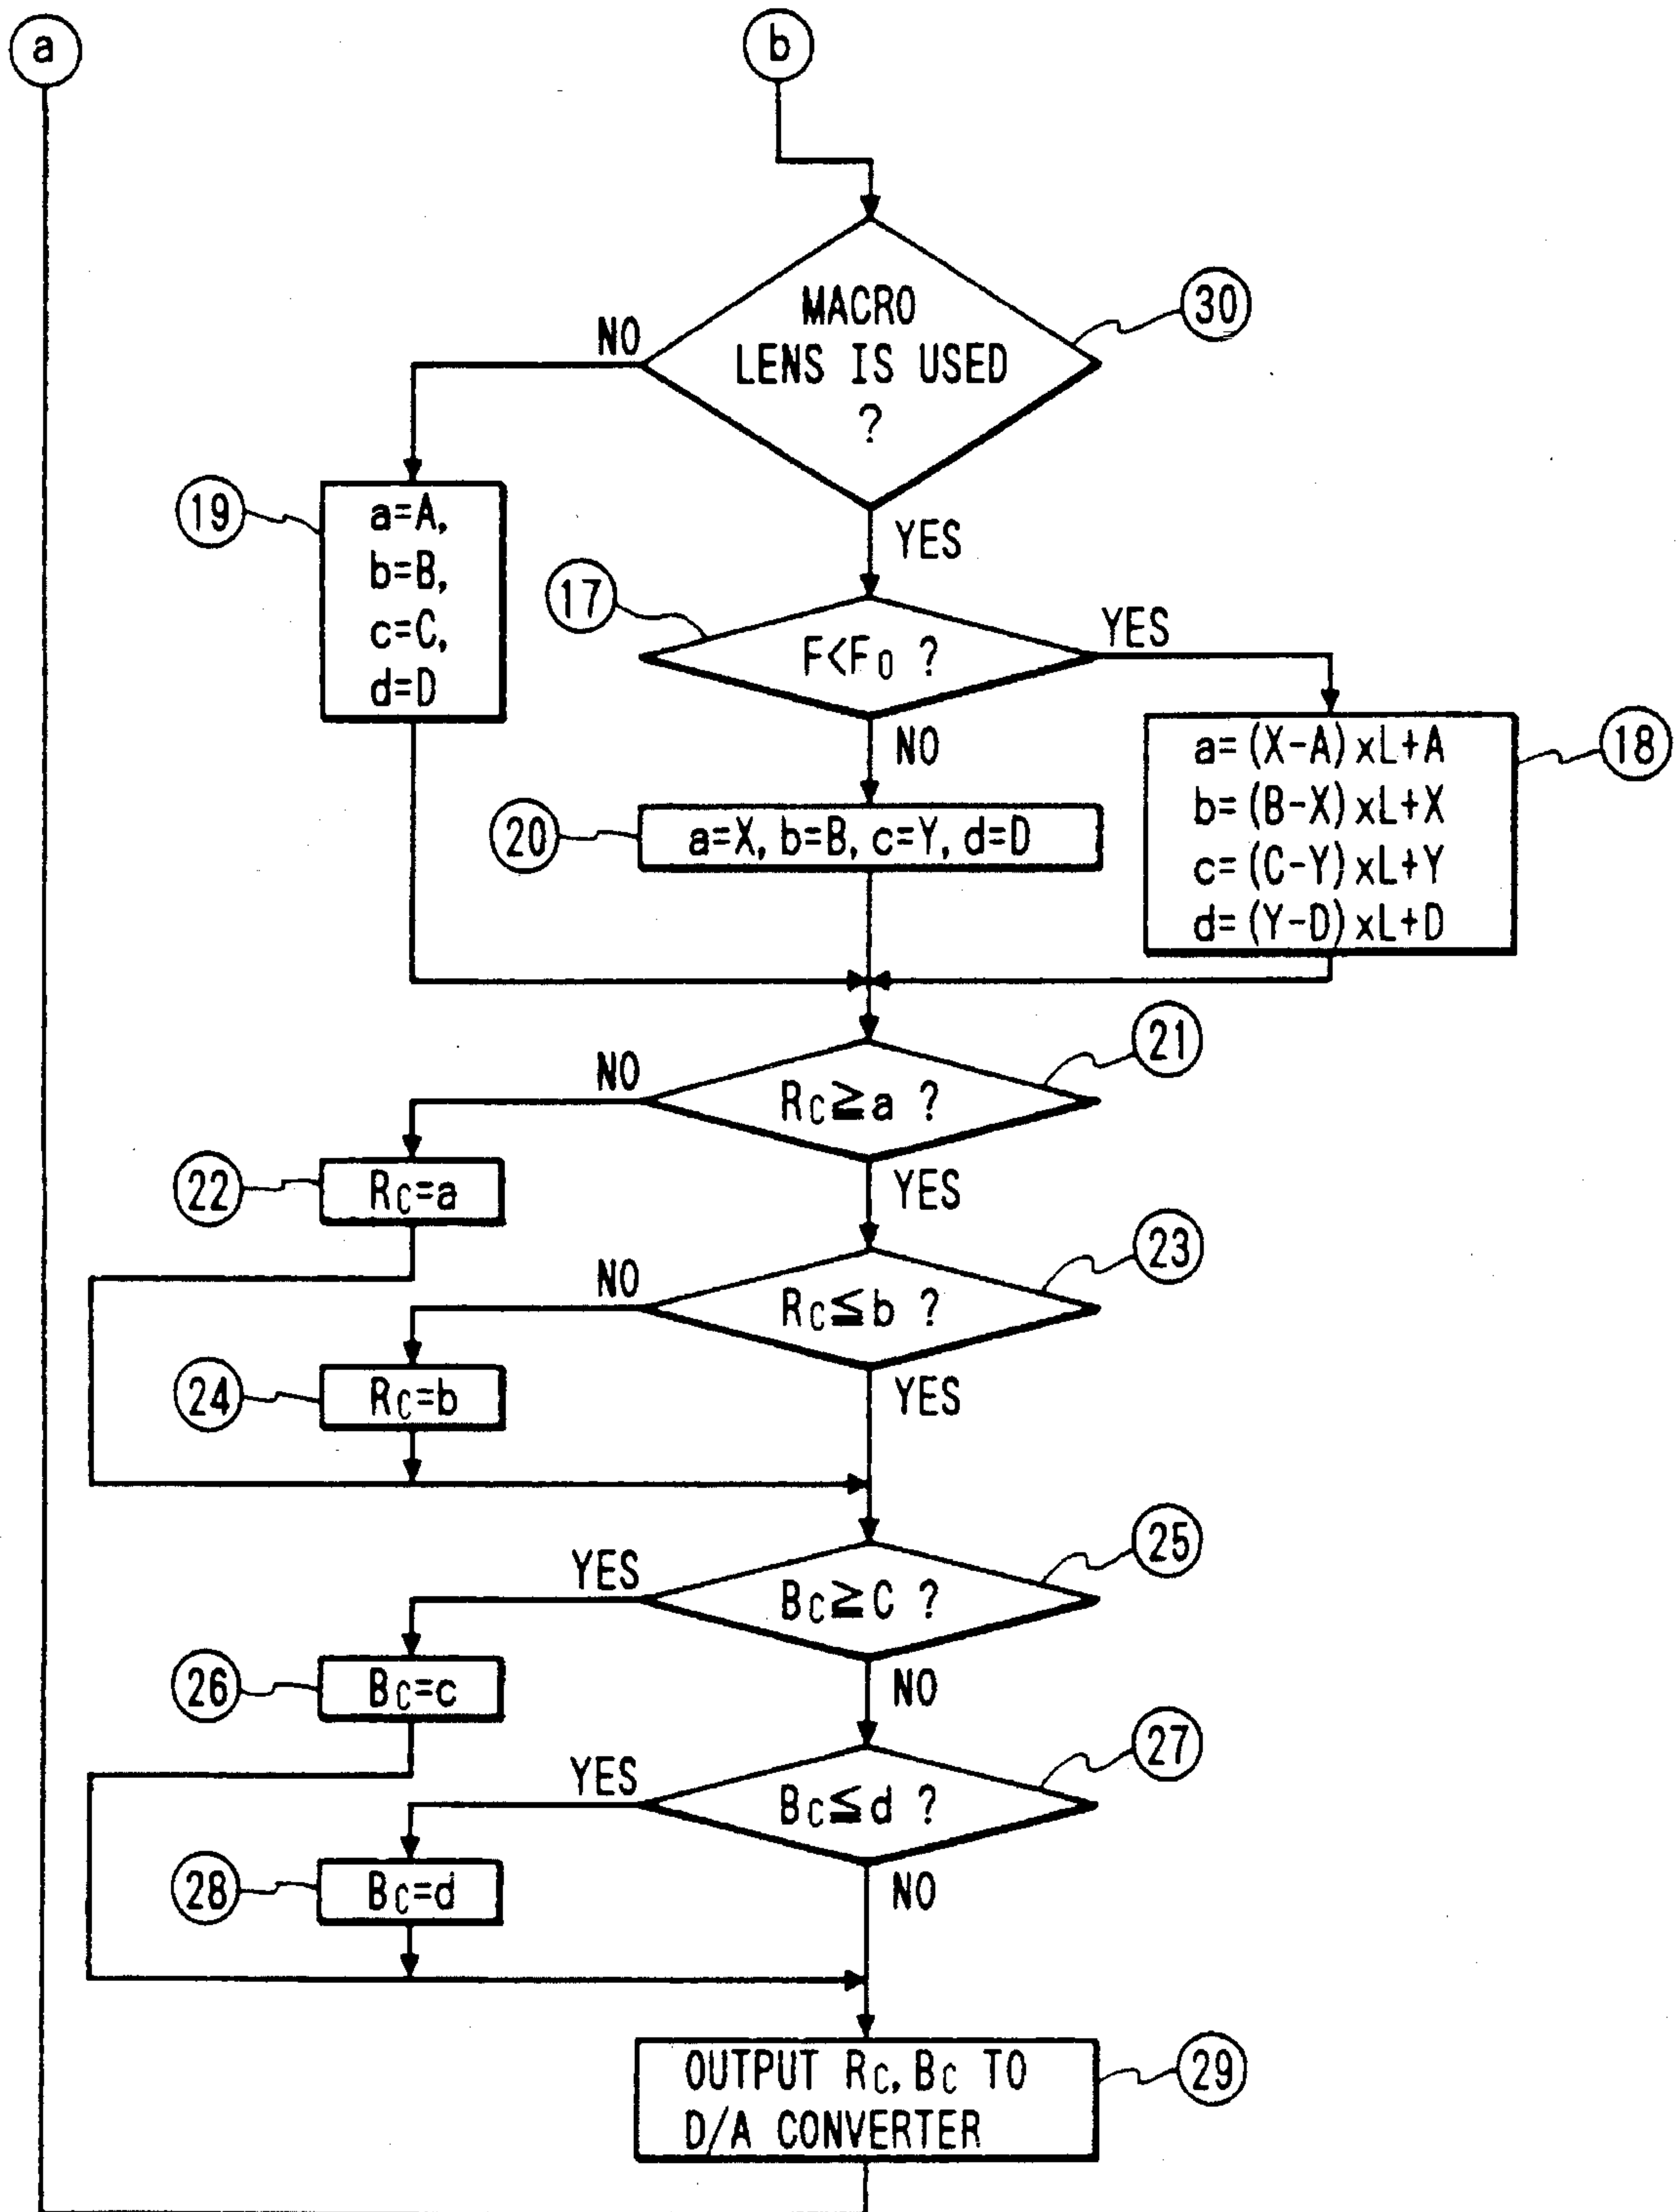 a
b
MACRO
LENS IS USED
?
30
NO
YES
19
a=A,
b=B,
c=C,
d=D
17
F<F0 ?
YES
NO
a=(X-A)xL+A
b=(B-X)xL+X
c=(C-Y)xL+Y
d=(Y-D)xL+D
18
20
a=X, b=B, c=Y, d=D
21
NO
RC≧a ?
YES
22
RC=a
23
NO
RC≦b ?
YES
24
RC=b
25
YES
BC≧C ?
NO
26
BC=c
27
YES
BC≦d ?
NO
28
BC=d
OUTPUT RC, BC TO
D/A CONVERTER
29